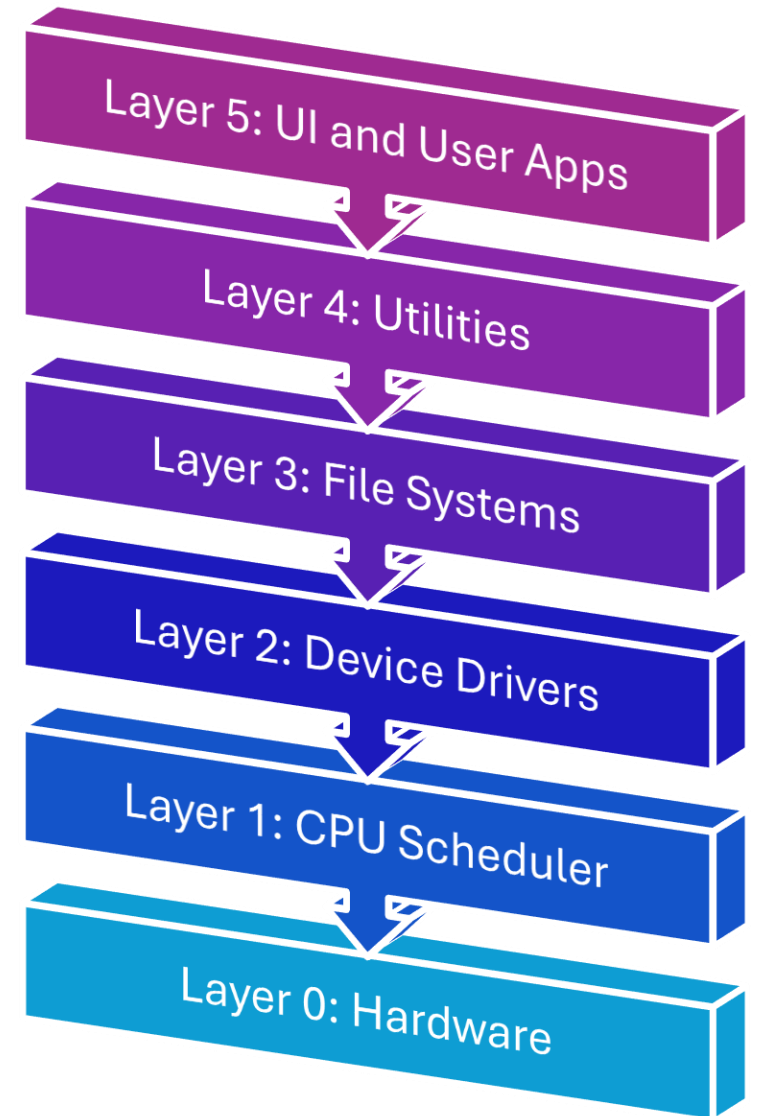 Layer 5: UI and User Apps
Layer 4: Utilities
Layer 3: File Systems
Layer 2: Device Drivers
Layer 1: CPU Scheduler
Layer 0: Hardware